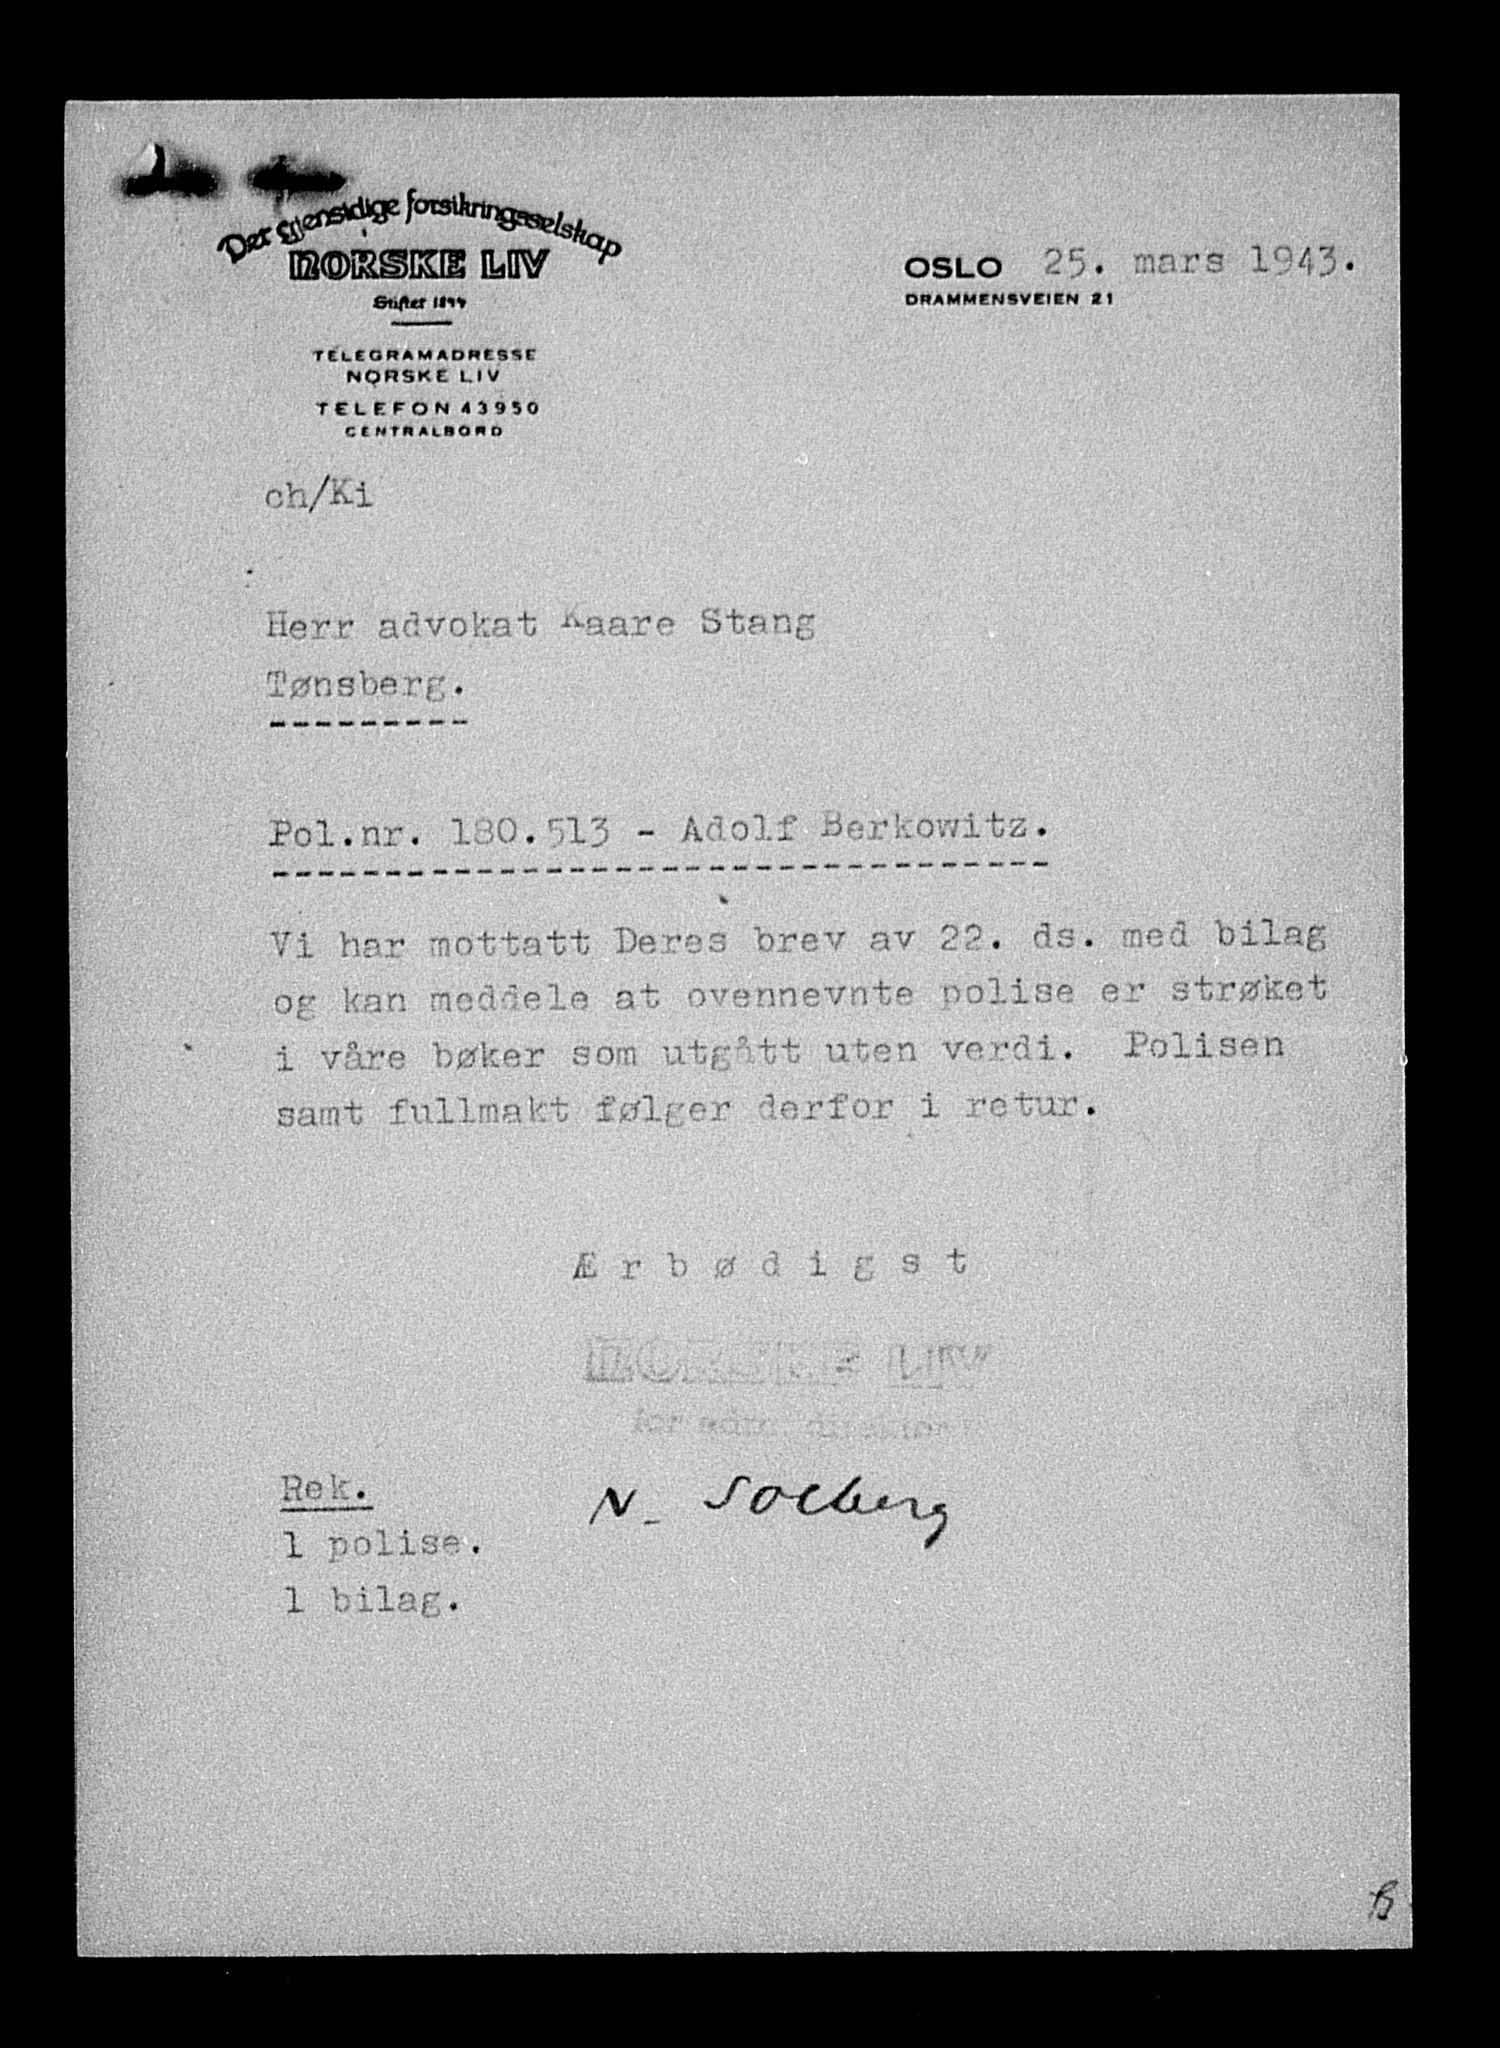 Det gjensidige forsikringsselskap
NORSKE LIV
Stiftet 1844
TELEGRAMADRESSE
NORSKE LIV
TELEFON 43950
CENTRALBORD
OSLO 25. mars 1943.
DRAMMENSVEIEN 21
ch/Ki
Herr advokat Kaare Stang
Tønsberg.
---------
Pol.nr. 180.513 - Adolf Berkowitz.
-----------------------------------
Vi har mottatt Deres brev av 22. ds. med bilag
og kan meddele at ovennevnte polise er strøket
i våre bøker som utgått uten verdi. Polisen
samt fullmakt følger derfor i retur.
Ærbødigst
NORSKE LIV
for adm. direktør
N. Solberg
Rek.
1 polise.
1 bilag.
B